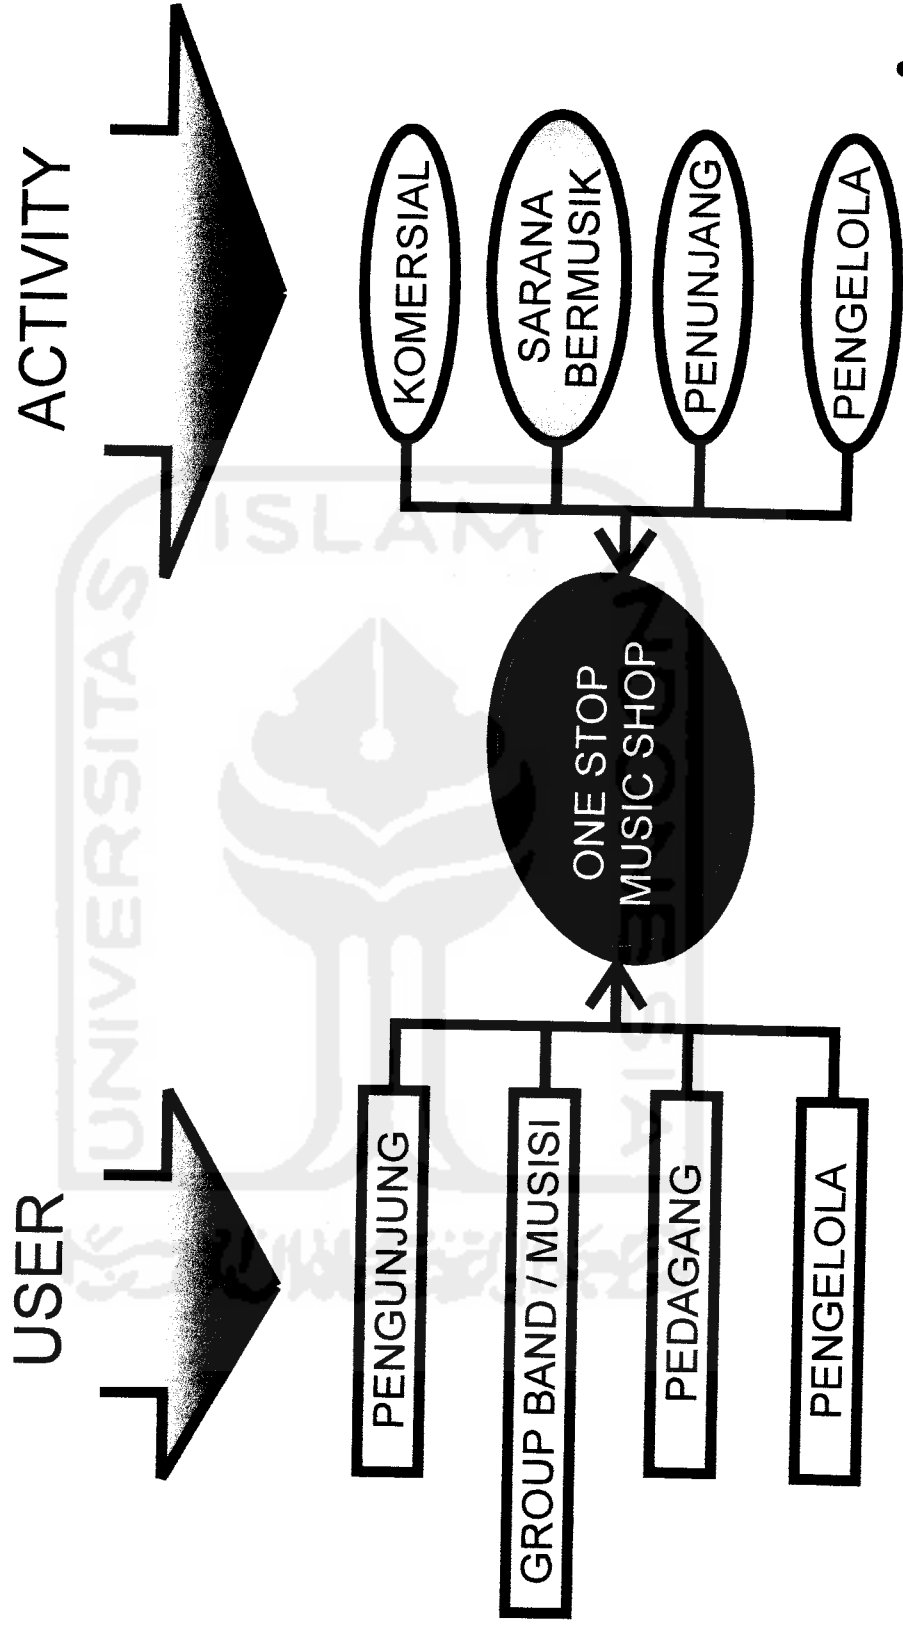 USER
ACTIVITY
PENGUNJUNG
GROUP BAND / MUSISI
PEDAGANG
PENGELOLA
ONE STOP
MUSIC SHOP
KOMERSIAL
SARANA
BERMUSIK
PENUNJANG
PENGELOLA
UNIVERSITAS
ISLAM
INDONESIA